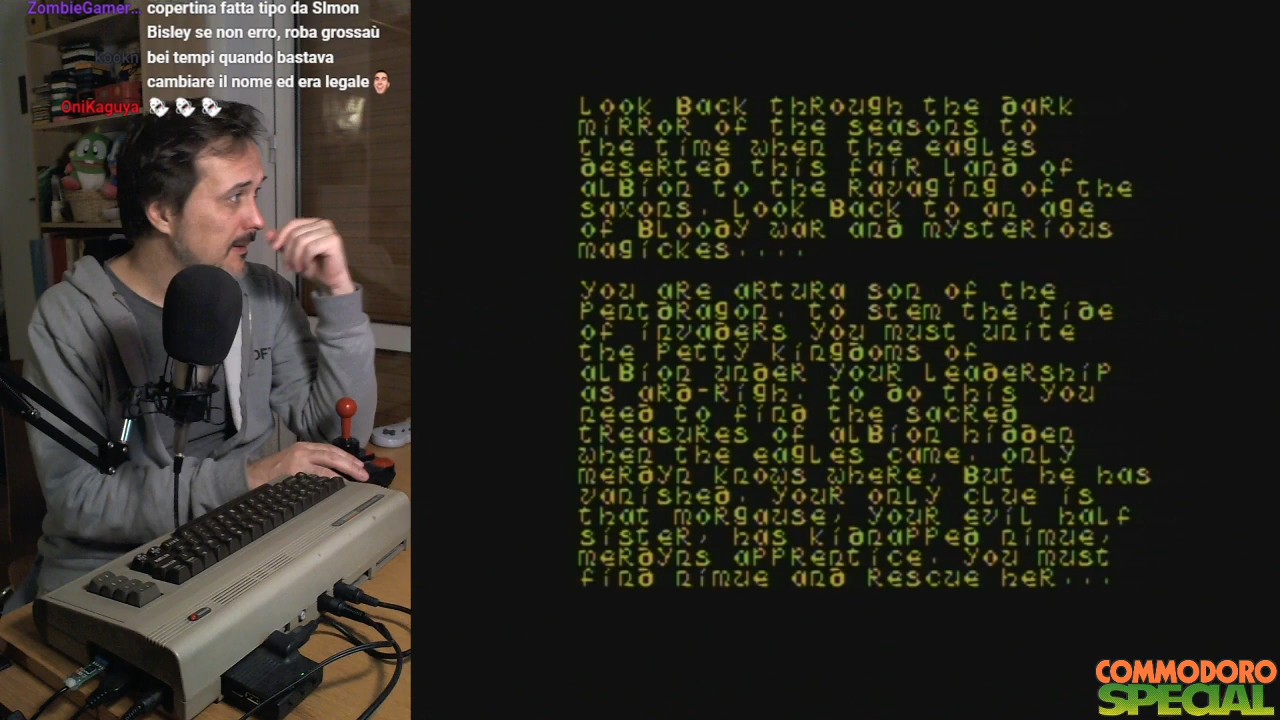 ZombieGamer... copertina fatta tipo da SImon
Bisley se non erro, roba grossaù
kookn bei tempi quando bastava
cambiare il nome ed era legale
OniKaguva
Look Back through the dark
mirror of the seasons to
the time when the eagles
deserted this fair land of
alBion to the Ravaging of the
saxons. Look Back to an age
of Bloody war and mysterious
magickes....
you are artura son of the
Pentdragon. to stem the tide
of invaders you must unite
the Petty kingdoms of
alBion under your LeadershiP
as ard-righ. to do this you
need to find the sacred
treasures of alBion hidden
when the eagles came. only
merdyn knows where, But he has
vanished. your only clue is
that morgause, your evil half
sister, has kidnaPPed nimue,
merdyns aPPrentice. you must
find nimue and rescue her...
COMMODORO
SPECIAL